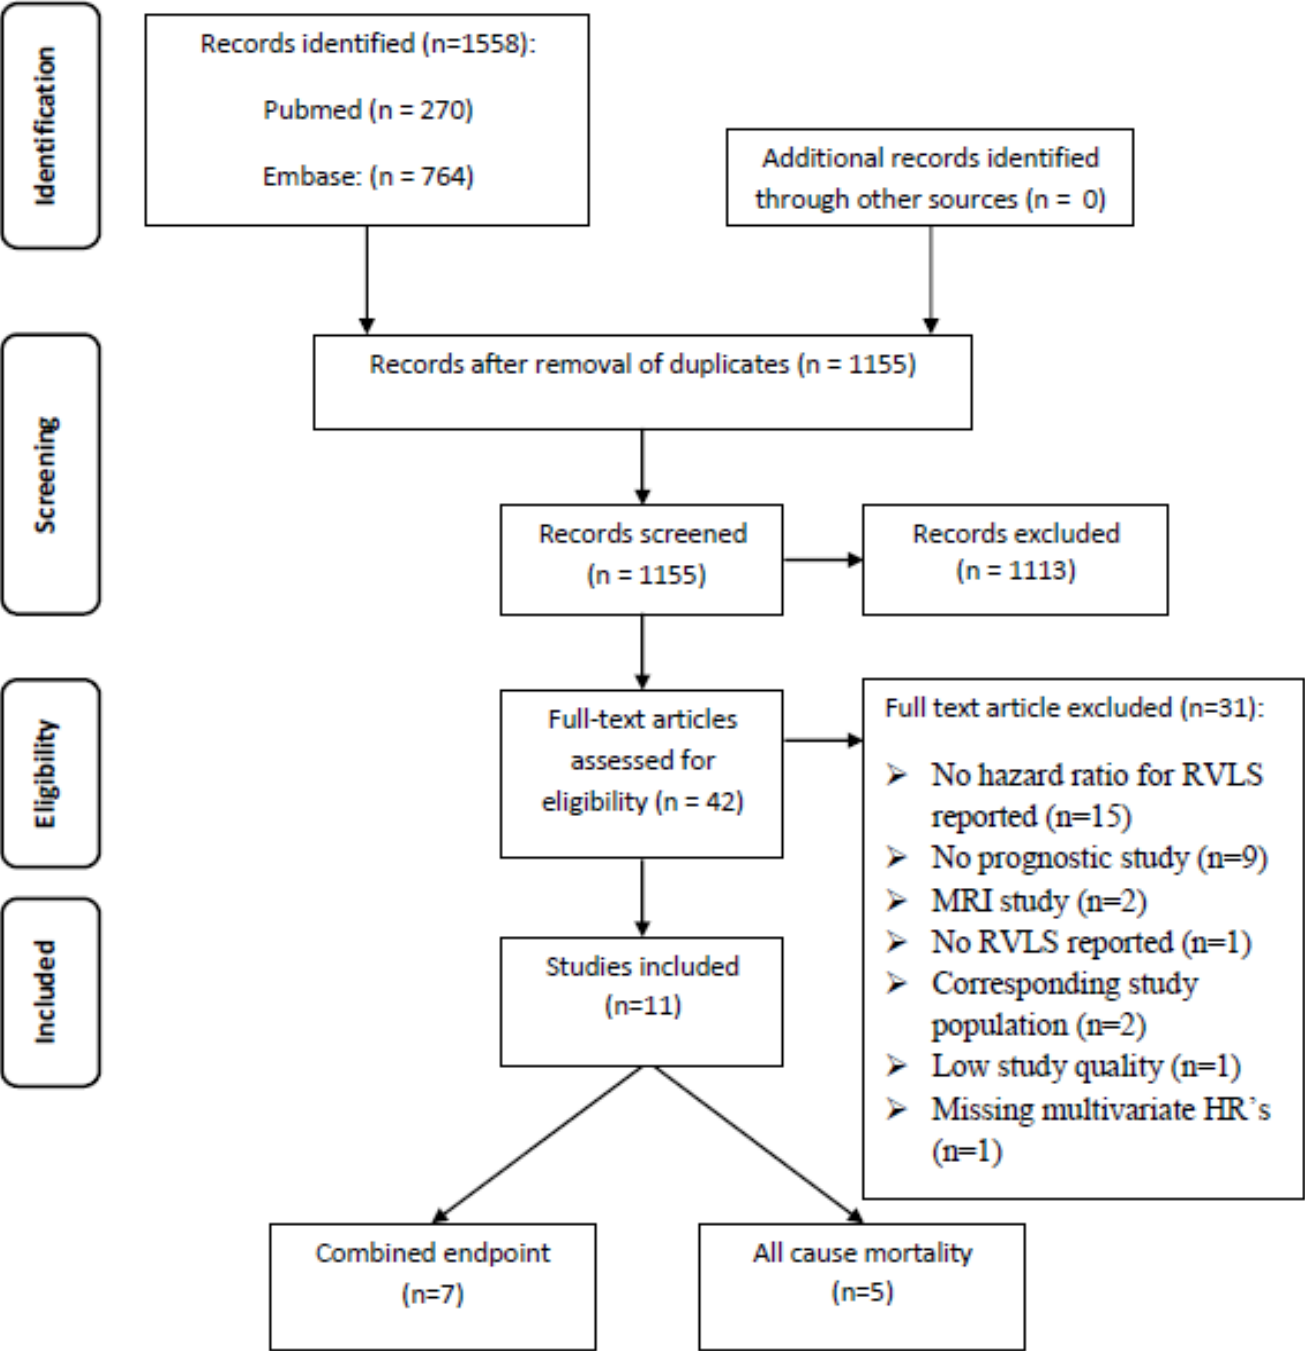 Identification
Records identified (n=1558):
Pubmed (n = 270)
Embase: (n = 764)
Additional records identified
through other sources (n = 0)
Screening
Records after removal of duplicates (n = 1155)
Records screened
(n = 1155)
Records excluded
(n = 1113)
Eligibility
Full-text articles
assessed for
eligibility (n = 42)
Full text article excluded (n=31):
➢ No hazard ratio for RVLS
reported (n=15)
➢ No prognostic study (n=9)
➢ MRI study (n=2)
➢ No RVLS reported (n=1)
➢ Corresponding study
population (n=2)
➢ Low study quality (n=1)
➢ Missing multivariate HR’s
(n=1)
Included
Studies included
(n=11)
Combined endpoint
(n=7)
All cause mortality
(n=5)